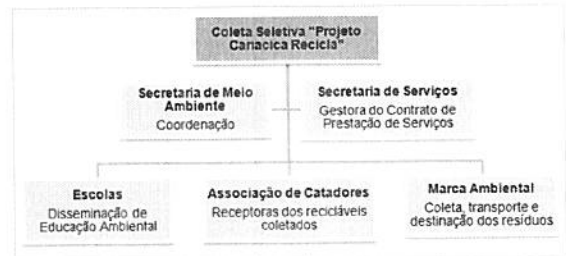 Coleta Seletiva "Projeto
Cariacica Recicla"
Secretaria de Meio
Ambiente
Coordenação
Secretaria de Serviços
Gestora do Contrato de
Prestação de Serviços
Escolas
Disseminação de
Educação Ambiental
Associação de Catadores
Receptoras dos recicláveis
coletados
Marca Ambiental
Coleta, transporte e
destinação dos resíduos